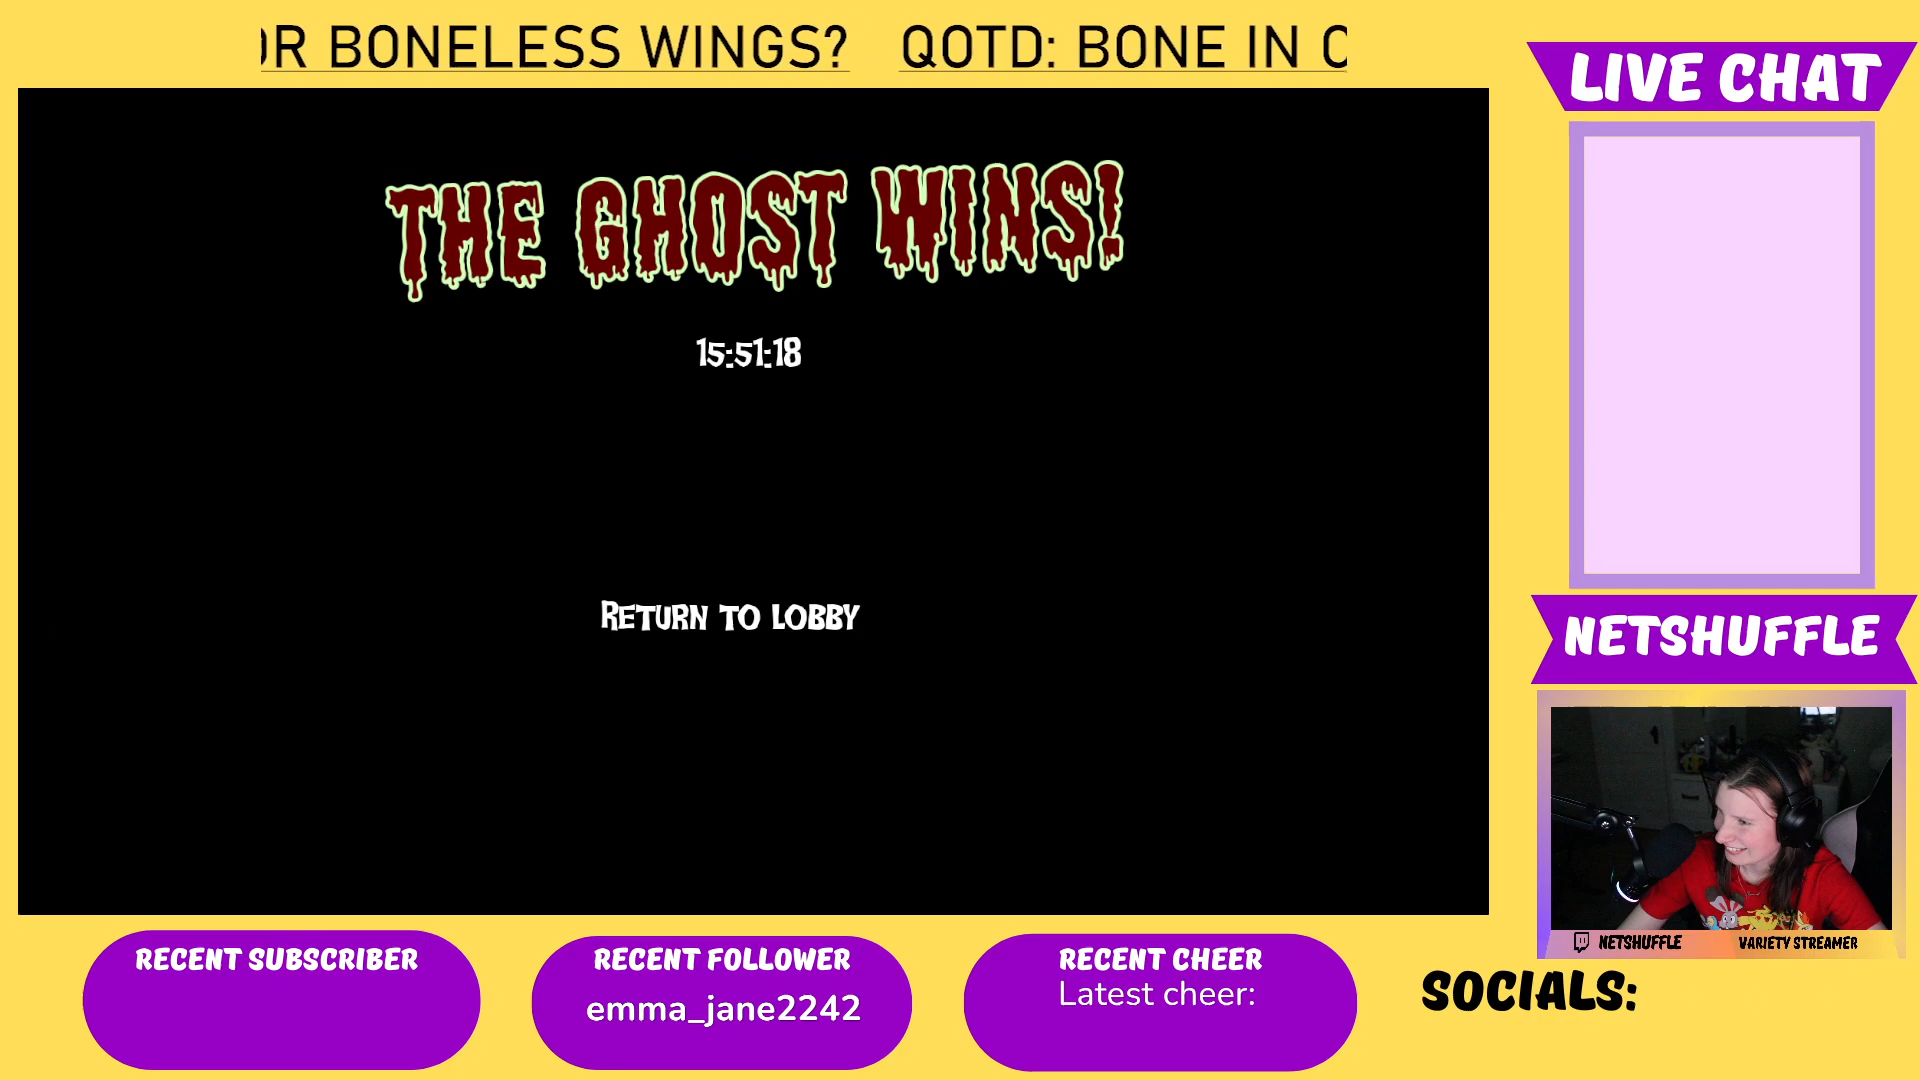 R BONELESS WINGS? QOTD: BONE IN
LIVE CHAT
THE GHOST WINS!
15:51:18
RETURN TO LOBBY
NETSHUFFLE
NETSHUFFLE VARIETY STREAMER
RECENT SUBSCRIBER
RECENT FOLLOWER
emma_jane2242
RECENT CHEER
Latest cheer:
SOCIALS: